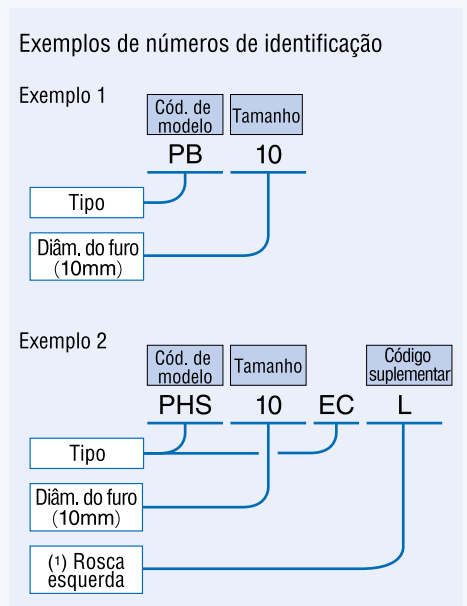 Exemplos de números de identificação
Exemplo 1
Cód. de
modelo
Tamanho
PB 10
Tipo
Diâm. do furo
(10mm)
Exemplo 2
Cód. de
modelo
Tamanho
Código
suplementar
PHS 10 EC L
Tipo
Diâm. do furo
(10mm)
(1) Rosca
esquerda